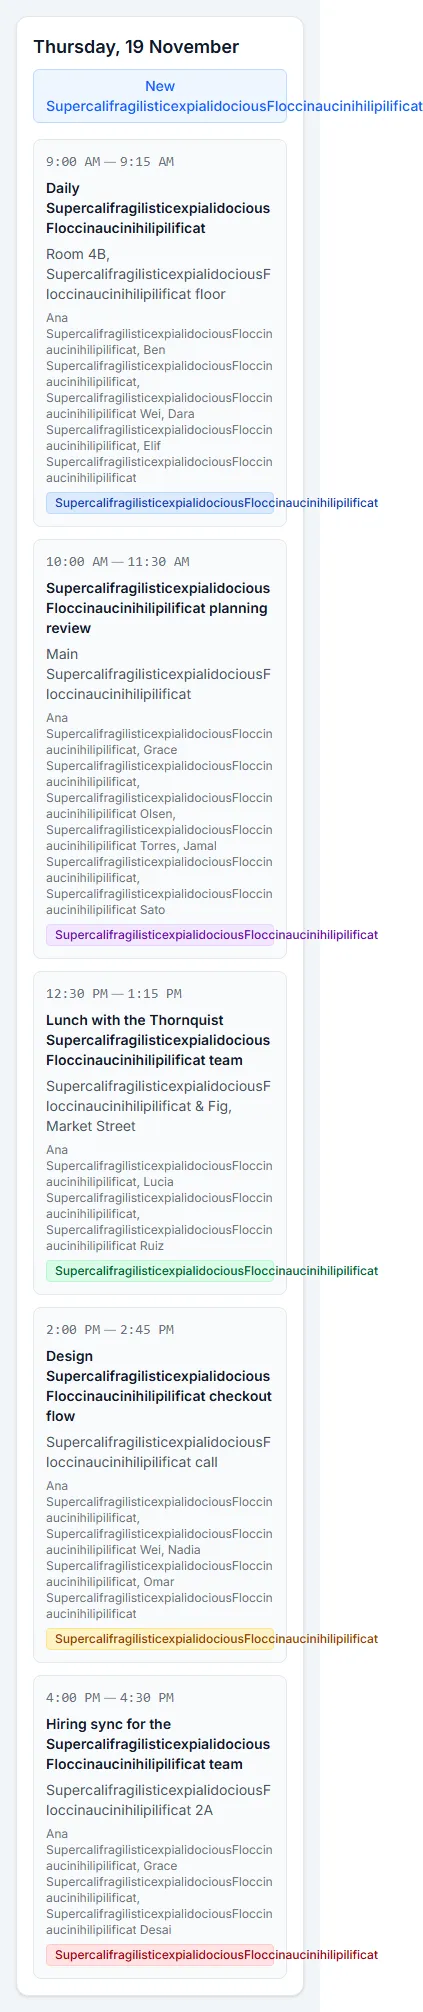 Thursday, 19 November
New
SupercalifragilisticexpialidociousFloccinaucinihilipilificat
9:00 AM — 9:15 AM
Daily
Supercalifragilisticexpialidocious
Floccinaucinihilipilificat
Room 4B,
SupercalifragilisticexpialidociousF
loccinaucinihilipilificat floor
Ana
SupercalifragilisticexpialidociousFloccin
aucinihilipilificat, Ben
SupercalifragilisticexpialidociousFloccin
aucinihilipilificat,
SupercalifragilisticexpialidociousFloccin
aucinihilipilificat Wei, Dara
SupercalifragilisticexpialidociousFloccin
aucinihilipilificat, Elif
SupercalifragilisticexpialidociousFloccin
aucinihilipilificat
SupercalifragilisticexpialidociousFloccinaucinihilipilificat
10:00 AM — 11:30 AM
Supercalifragilisticexpialidocious
Floccinaucinihilipilificat planning
review
Main
SupercalifragilisticexpialidociousF
loccinaucinihilipilificat
Ana
SupercalifragilisticexpialidociousFloccin
aucinihilipilificat, Grace
SupercalifragilisticexpialidociousFloccin
aucinihilipilificat,
SupercalifragilisticexpialidociousFloccin
aucinihilipilificat Olsen,
SupercalifragilisticexpialidociousFloccin
aucinihilipilificat Torres, Jamal
SupercalifragilisticexpialidociousFloccin
aucinihilipilificat,
SupercalifragilisticexpialidociousFloccin
aucinihilipilificat Sato
SupercalifragilisticexpialidociousFloccinaucinihilipilificat
12:30 PM — 1:15 PM
Lunch with the Thornquist
Supercalifragilisticexpialidocious
Floccinaucinihilipilificat team
SupercalifragilisticexpialidociousF
loccinaucinihilipilificat & Fig,
Market Street
Ana
SupercalifragilisticexpialidociousFloccin
aucinihilipilificat, Lucia
SupercalifragilisticexpialidociousFloccin
aucinihilipilificat,
SupercalifragilisticexpialidociousFloccin
aucinihilipilificat Ruiz
SupercalifragilisticexpialidociousFloccinaucinihilipilificat
2:00 PM — 2:45 PM
Design
Supercalifragilisticexpialidocious
Floccinaucinihilipilificat checkout
flow
SupercalifragilisticexpialidociousF
loccinaucinihilipilificat call
Ana
SupercalifragilisticexpialidociousFloccin
aucinihilipilificat,
SupercalifragilisticexpialidociousFloccin
aucinihilipilificat Wei, Nadia
SupercalifragilisticexpialidociousFloccin
aucinihilipilificat, Omar
SupercalifragilisticexpialidociousFloccin
aucinihilipilificat
SupercalifragilisticexpialidociousFloccinaucinihilipilificat
4:00 PM — 4:30 PM
Hiring sync for the
Supercalifragilisticexpialidocious
Floccinaucinihilipilificat team
SupercalifragilisticexpialidociousF
loccinaucinihilipilificat 2A
Ana
SupercalifragilisticexpialidociousFloccin
aucinihilipilificat, Grace
SupercalifragilisticexpialidociousFloccin
aucinihilipilificat,
SupercalifragilisticexpialidociousFloccin
aucinihilipilificat Desai
SupercalifragilisticexpialidociousFloccinaucinihilipilificat